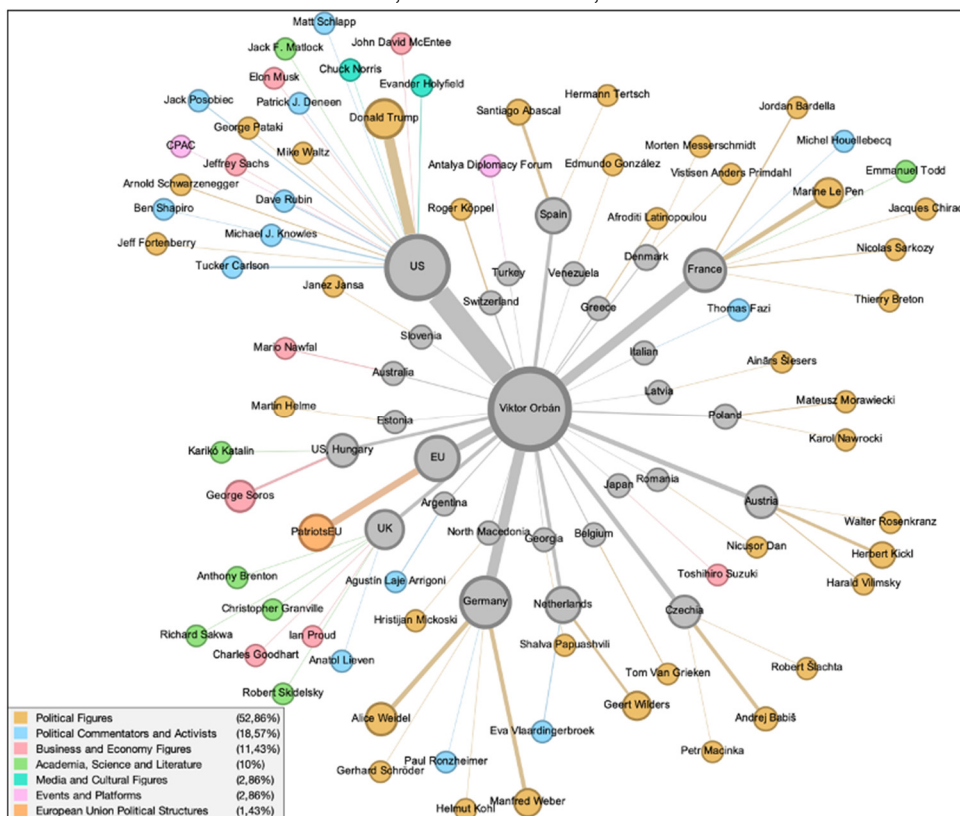 Matt Schlapp
John David McEntee
Jack F. Matlock
Chuck Norris
Elon Musk
Evander Holyfield
Hermann Tertsch
Jack Posobiec
Patrick J. Deneen
Donald Trump
Santiago Abascal
Jordan Bardella
George Pataki
Michel Houellebecq
CPAC
Mike Waltz
Morten Messerschmidt
Jeffrey Sachs
Antalya Diplomacy Forum
Edmundo González
Vistisen Anders Primdahl
Emmanuel Todd
Arnold Schwarzenegger
Marine Le Pen
Ben Shapiro
Dave Rubin
Roger Köppel
Spain
Afroditi Latinopoulou
Jacques Chirac
Michael J. Knowles
Jeff Fortenberry
Nicolas Sarkozy
Tucker Carlson
US
Turkey
Venezuela
Denmark
France
Janez Jansa
Switzerland
Greece
Thomas Fazi
Thierry Breton
Slovenia
Mario Nawfal
Italian
Ainārs Šlesers
Australia
Latvia
Martin Helme
Viktor Orbán
Mateusz Morawiecki
Estonia
Poland
Karikó Katalin
US, Hungary
EU
Karol Nawrocki
George Soros
Argentina
Japan
Romania
Austria
PatriotsEU
UK
North Macedonia
Georgia
Belgium
Walter Rosenkranz
Nicușor Dan
Herbert Kickl
Anthony Brenton
Agustín Laje Arrigoni
Toshihiro Suzuki
Harald Vilimsky
Christopher Granville
Germany
Netherlands
Czechia
Hristijan Mickoski
Richard Sakwa
Ian Proud
Shalva Papuashvili
Charles Goodhart
Anatol Lieven
Tom Van Grieken
Robert Šlachta
Robert Skidelsky
Geert Wilders
Alice Weidel
Eva Vlaardingerbroek
Andrej Babiš
Petr Macinka
Gerhard Schröder
Paul Ronzheimer
Helmut Kohl
Manfred Weber
Political Figures (52,86%)
Political Commentators and Activists (18,57%)
Business and Economy Figures (11,43%)
Academia, Science and Literature (10%)
Media and Cultural Figures (2,86%)
Events and Platforms (2,86%)
European Union Political Structures (1,43%)